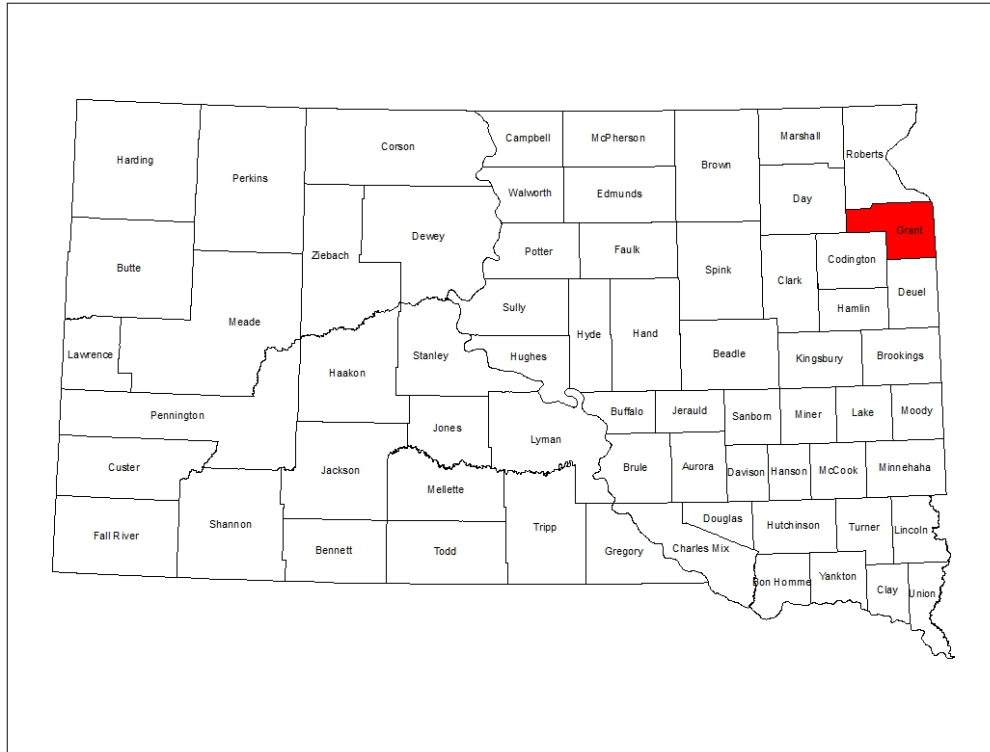 Harding
Perkins
Corson
Campbell
McPherson
Brown
Marshall
Roberts
Walworth
Edmunds
Day
Dewey
Ziebach
Butte
Potter
Faulk
Spink
Grant
Codington
Clark
Deuel
Hamlin
Meade
Sully
Hyde
Hand
Lawrence
Haakon
Stanley
Hughes
Beadle
Kingsbury
Brookings
Pennington
Jones
Lyman
Buffalo
Jerauld
Sanborn
Miner
Lake
Moody
Custer
Jackson
Mellette
Brule
Aurora
Davison
Hanson
McCook
Minnehaha
Fall River
Shannon
Bennett
Todd
Tripp
Gregory
Charles Mix
Douglas
Hutchinson
Turner
Lincoln
Bon Homme
Yankton
Clay
Union